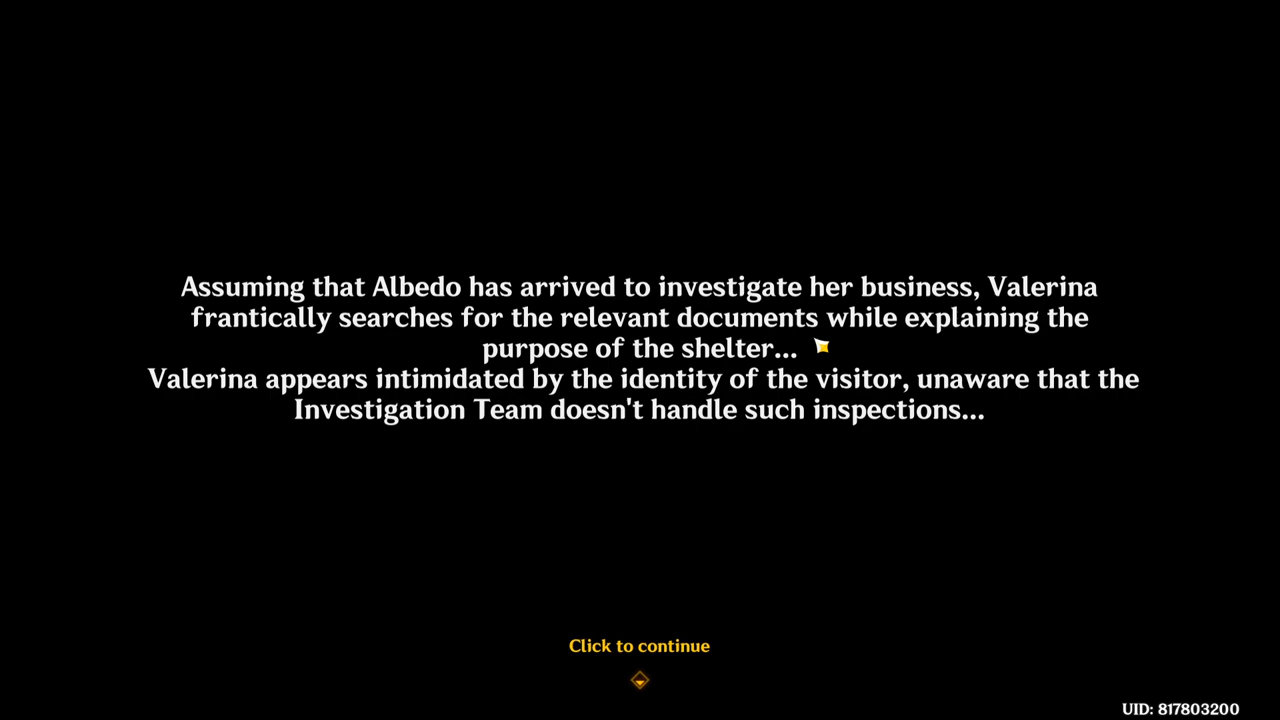 Assuming that Albedo has arrived to investigate her business, Valerina
frantically searches for the relevant documents while explaining the
purpose of the shelter...
Valerina appears intimidated by the identity of the visitor, unaware that the
Investigation Team doesn't handle such inspections...
Click to continue
UID: 817803200